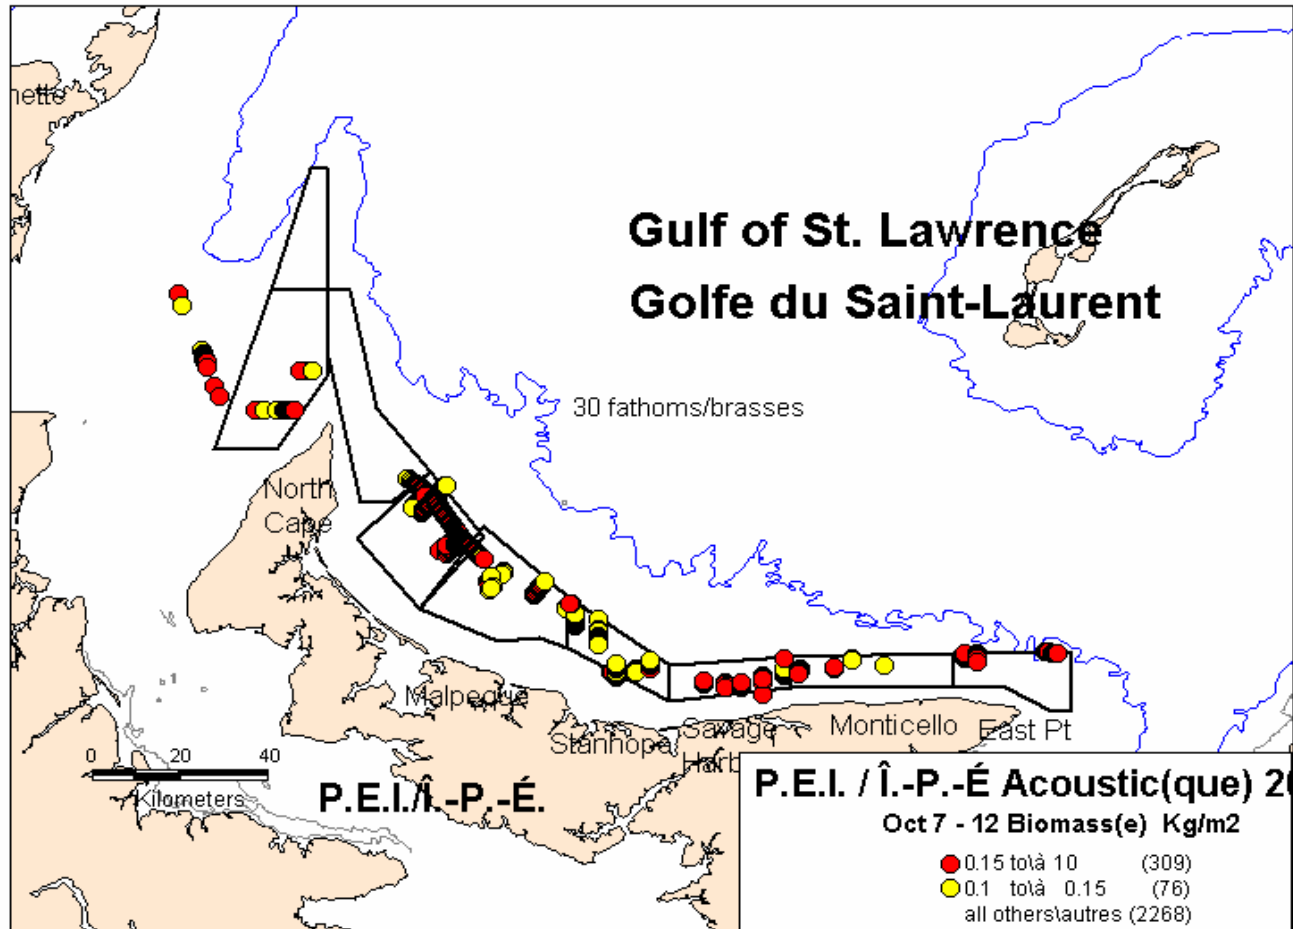 nette
Gulf of St. Lawrence
Golfe du Saint-Laurent
30 fathoms/brasses
North
Cape
1
Malpeque
Stanhope
Savage
Harb
Monticello
East Pt
0 20 40
Kilometers
P.E.I./Î.-P.-É.
P.E.I. / Î.-P.-É Acoustic(que) 20
Oct 7 - 12 Biomass(e) Kg/m2
0.15 to\à 10 (309)
0.1 to\à 0.15 (76)
all others\autres (2268)